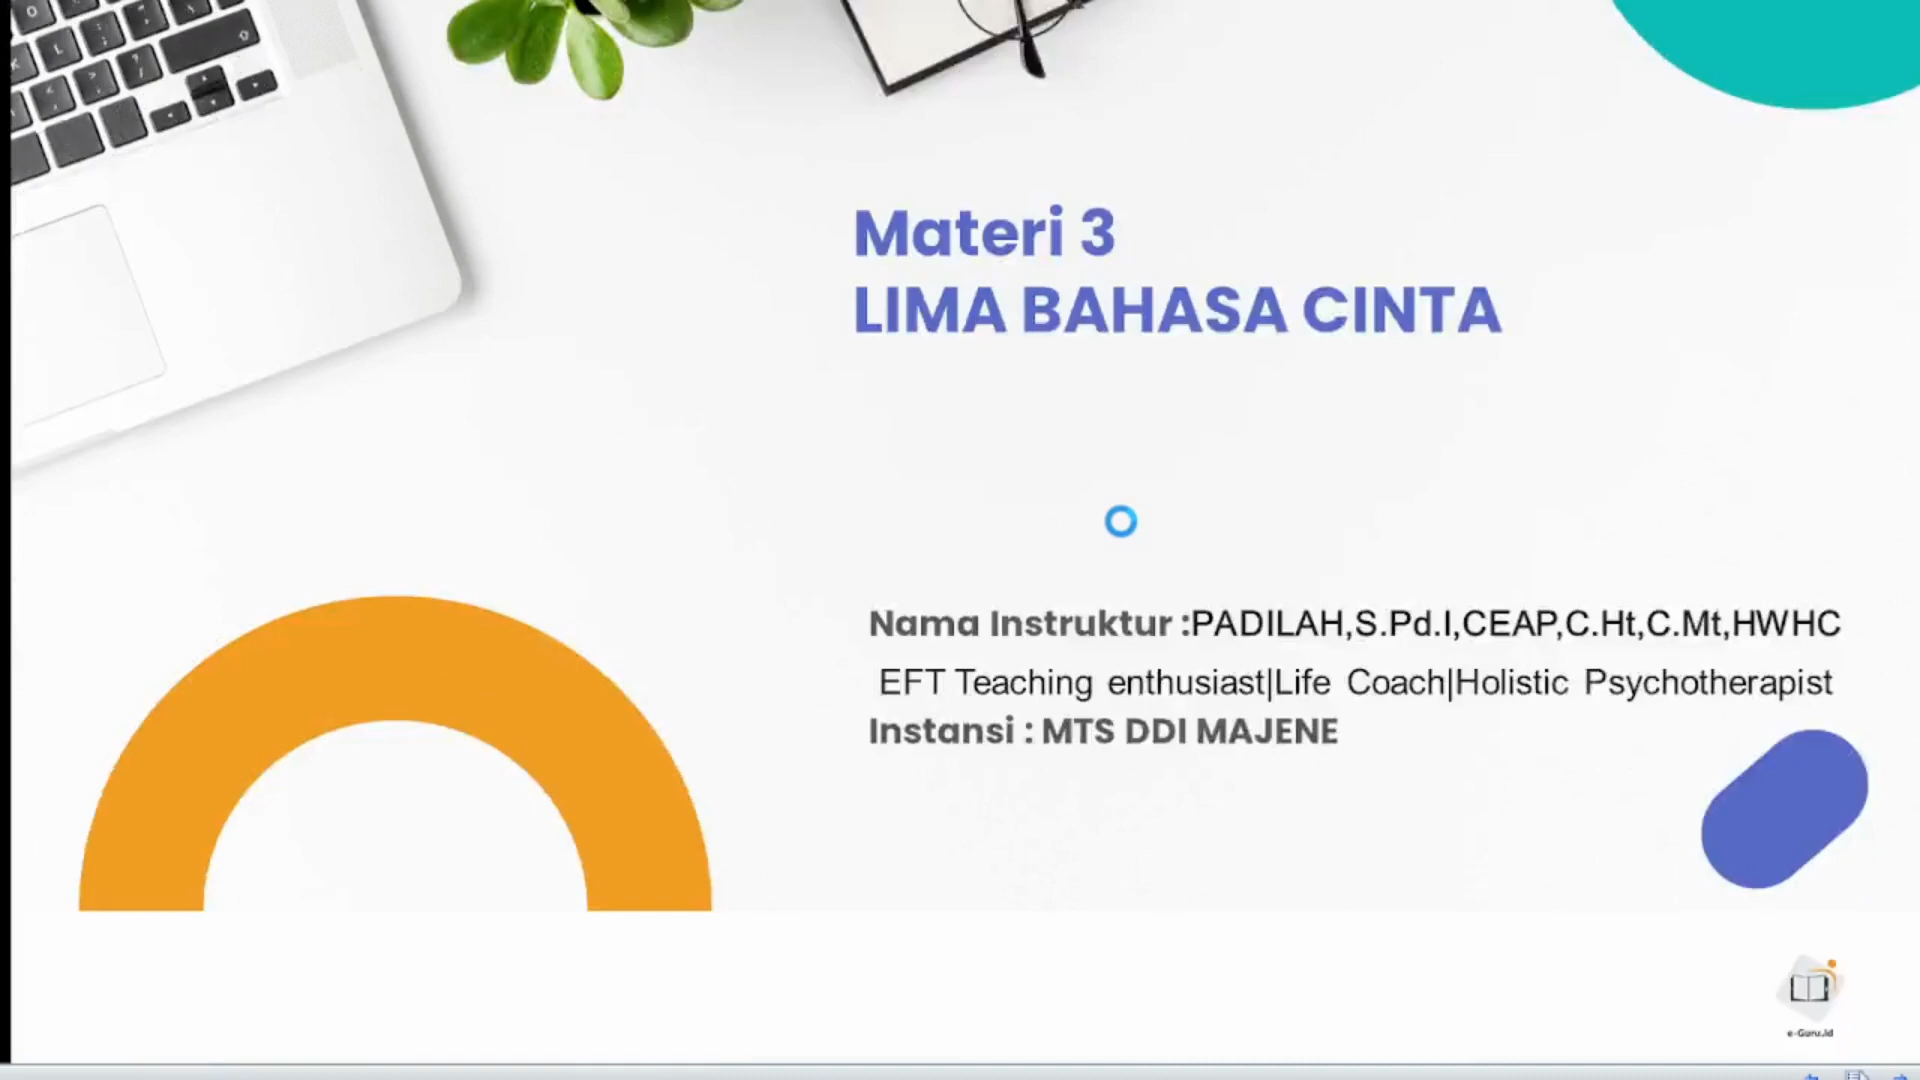 Materi 3
LIMA BAHASA CINTA
Nama Instruktur :PADILAH,S.Pd.I,CEAP,C.Ht,C.Mt,HWHC
EFT Teaching enthusiast|Life Coach|Holistic Psychotherapist
Instansi : MTS DDI MAJENE
e-Guru.id